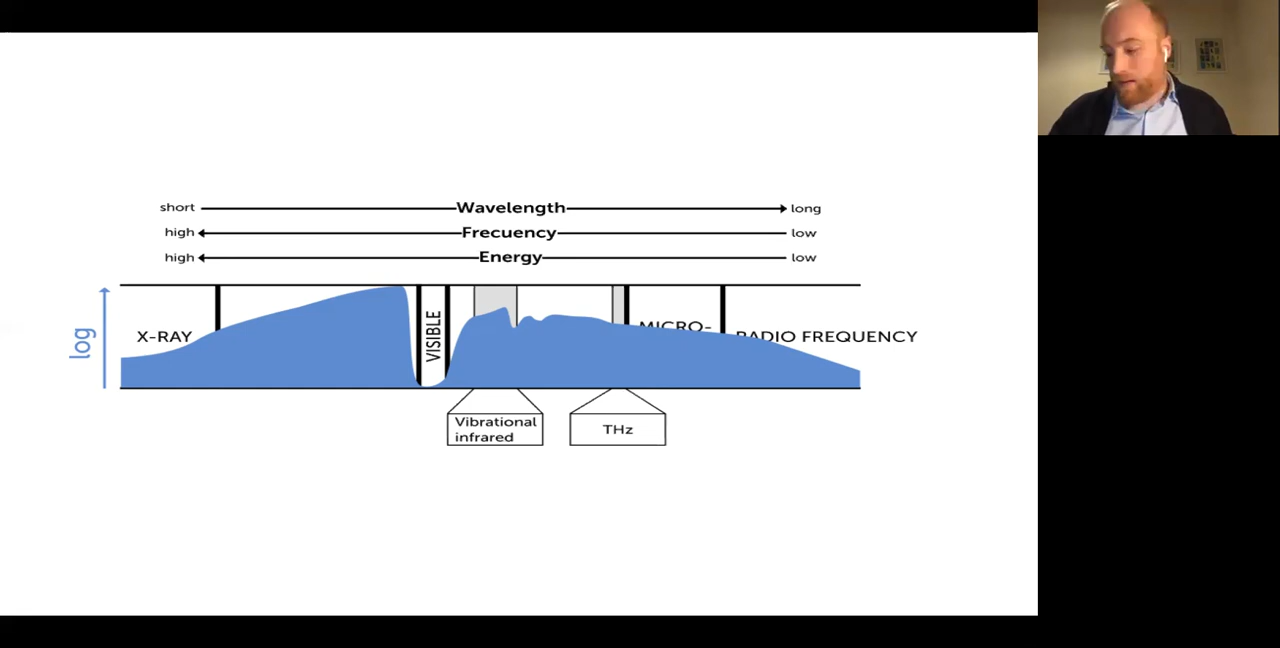 short Wavelength long
high Frecuency low
high Energy low
log
X-RAY
VISIBLE
MICRO-
RADIO FREQUENCY
Vibrational
infrared
THz